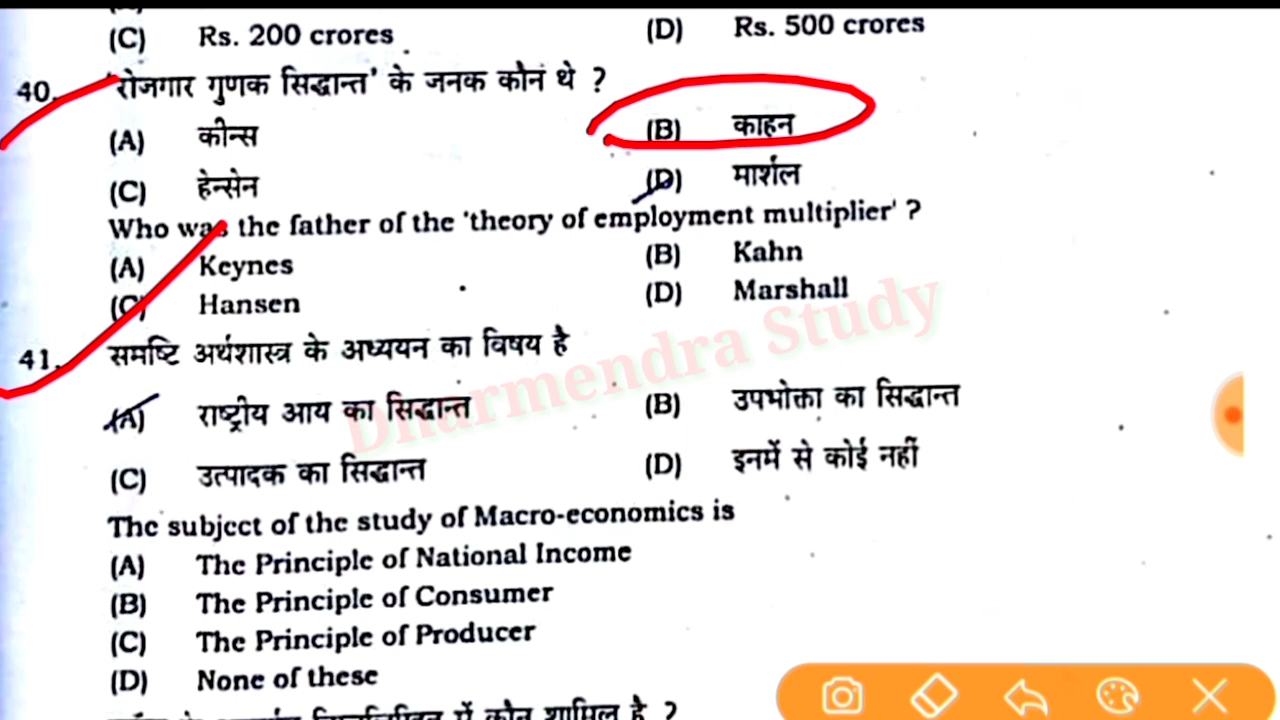 (C) Rs. 200 crores (D) Rs. 500 crores
40. 'रोजगार गुणक सिद्धान्त' के जनक कौन थे ?
(A) कीन्स (B) काहन
(C) हेन्सेन (D) मार्शल
Who was the father of the 'theory of employment multiplier' ?
(A) Keynes (B) Kahn
(C) Hansen (D) Marshall
41. समष्टि अर्थशास्त्र के अध्ययन का विषय है
(A) राष्ट्रीय आय का सिद्धान्त (B) उपभोक्ता का सिद्धान्त
(C) उत्पादक का सिद्धान्त (D) इनमें से कोई नहीं
Dharmendra Study
The subject of the study of Macro-economics is
(A) The Principle of National Income
(B) The Principle of Consumer
(C) The Principle of Producer
(D) None of these
में कौन शामिल है ?